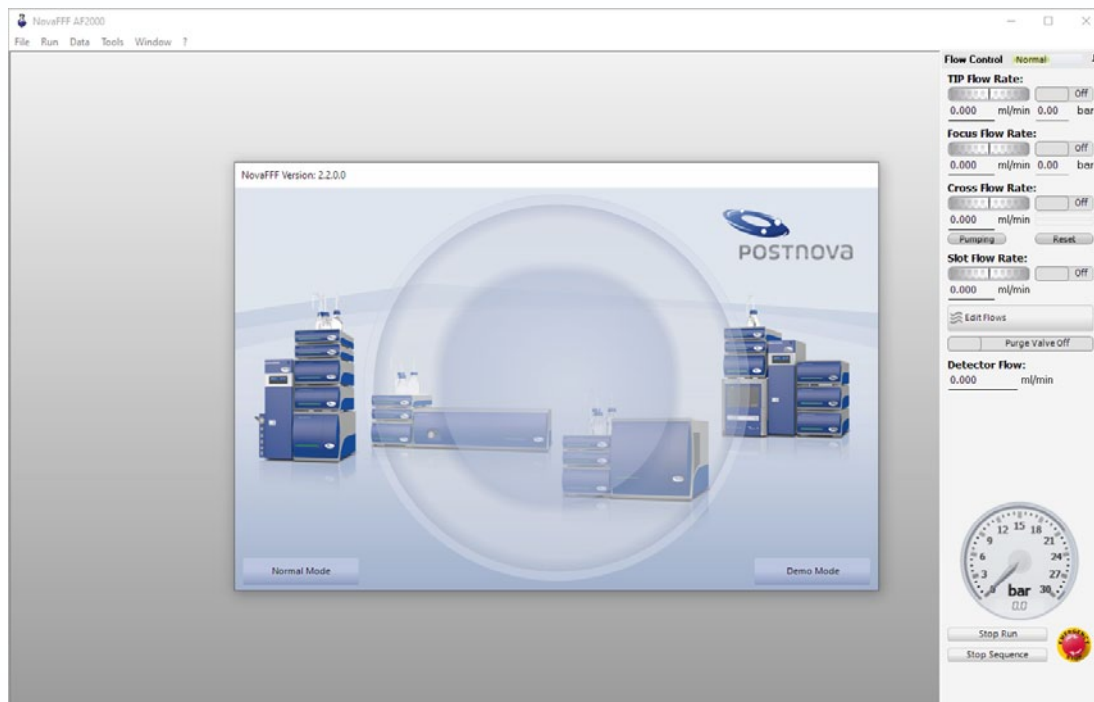 NovaFFF AF2000
File Run Data Tools Window ?
NovaFFF Version: 2.2.0.0
POSTNOVA
Normal Mode
Demo Mode
Flow Control Normal
TIP Flow Rate:
Off
0.000 ml/min 0.00 bar
Focus Flow Rate:
Off
0.000 ml/min 0.00 bar
Cross Flow Rate:
Off
0.000 ml/min
Pumping Reset
Slot Flow Rate:
Off
0.000 ml/min
Edit Flows
Purge Valve Off
Detector Flow:
0.000 ml/min
0 3 6 9 12 15 18 21 24 27 30
bar
0.0
Stop Run
Stop Sequence
EMERGENCY
STOP